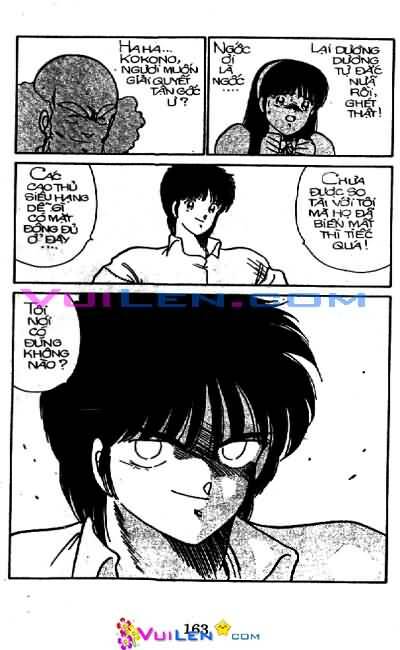 HA HA...
KOKONO,
NGƯƠI MUỐN
GIẢI QUYẾT
TẬN GỐC
Ư?
NGỐC
ƠI
LÀ
NGỐC
....
LẠI DƯƠNG
DƯƠNG
TỰ ĐẮC
NỮA
RỒI,
GHÉT
THẬT!
CÁC
CAO THỦ
SIÊU HẠNG
DỄ GÌ
CÓ MẶT
ĐÔNG ĐỦ
Ở ĐÂY
....
CHƯA
ĐƯỢC SO
TÀI VỚI TÔI
MÀ HỌ ĐÃ
BIẾN MẤT
THÌ TIẾC
QUÁ!
VUILEN.COM
TÔI
NÓI
CÓ
ĐÚNG
KHÔNG
NÀO?
163
VUILEN.COM